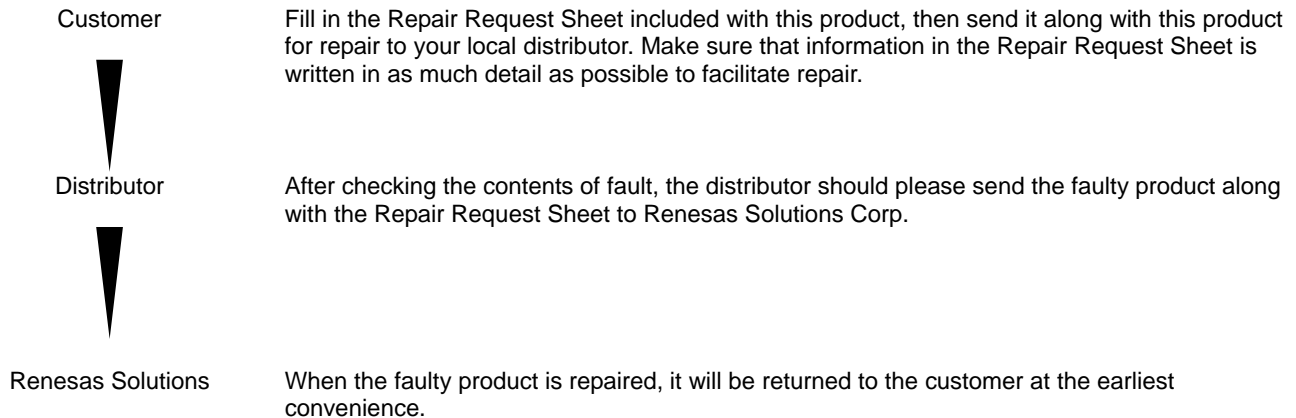 Customer
Fill in the Repair Request Sheet included with this product, then send it along with this product
for repair to your local distributor. Make sure that information in the Repair Request Sheet is
written in as much detail as possible to facilitate repair.
Distributor
After checking the contents of fault, the distributor should please send the faulty product along
with the Repair Request Sheet to Renesas Solutions Corp.
Renesas Solutions
When the faulty product is repaired, it will be returned to the customer at the earliest
convenience.